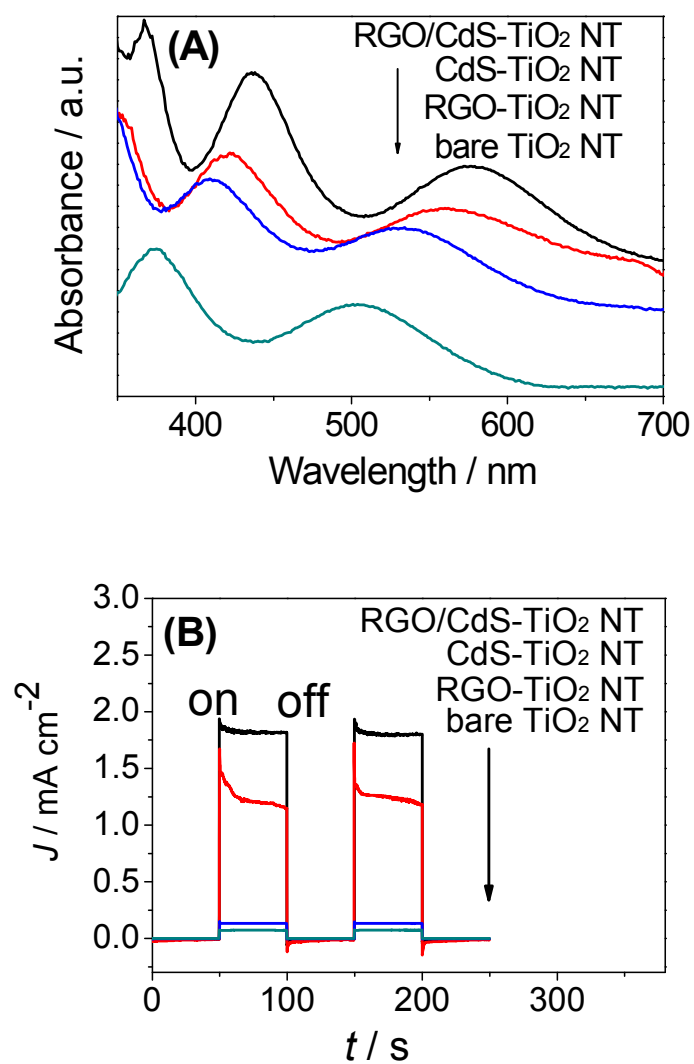 (A)
RGO/CdS-TiO₂ NT
CdS-TiO₂ NT
RGO-TiO₂ NT
bare TiO₂ NT
Absorbance / a.u.
400 500 600 700
Wavelength / nm
(B)
RGO/CdS-TiO₂ NT
CdS-TiO₂ NT
RGO-TiO₂ NT
bare TiO₂ NT
on off
J / mA cm⁻²
3.0
2.5
2.0
1.5
1.0
0.5
0.0
0 100 200 300
t / s